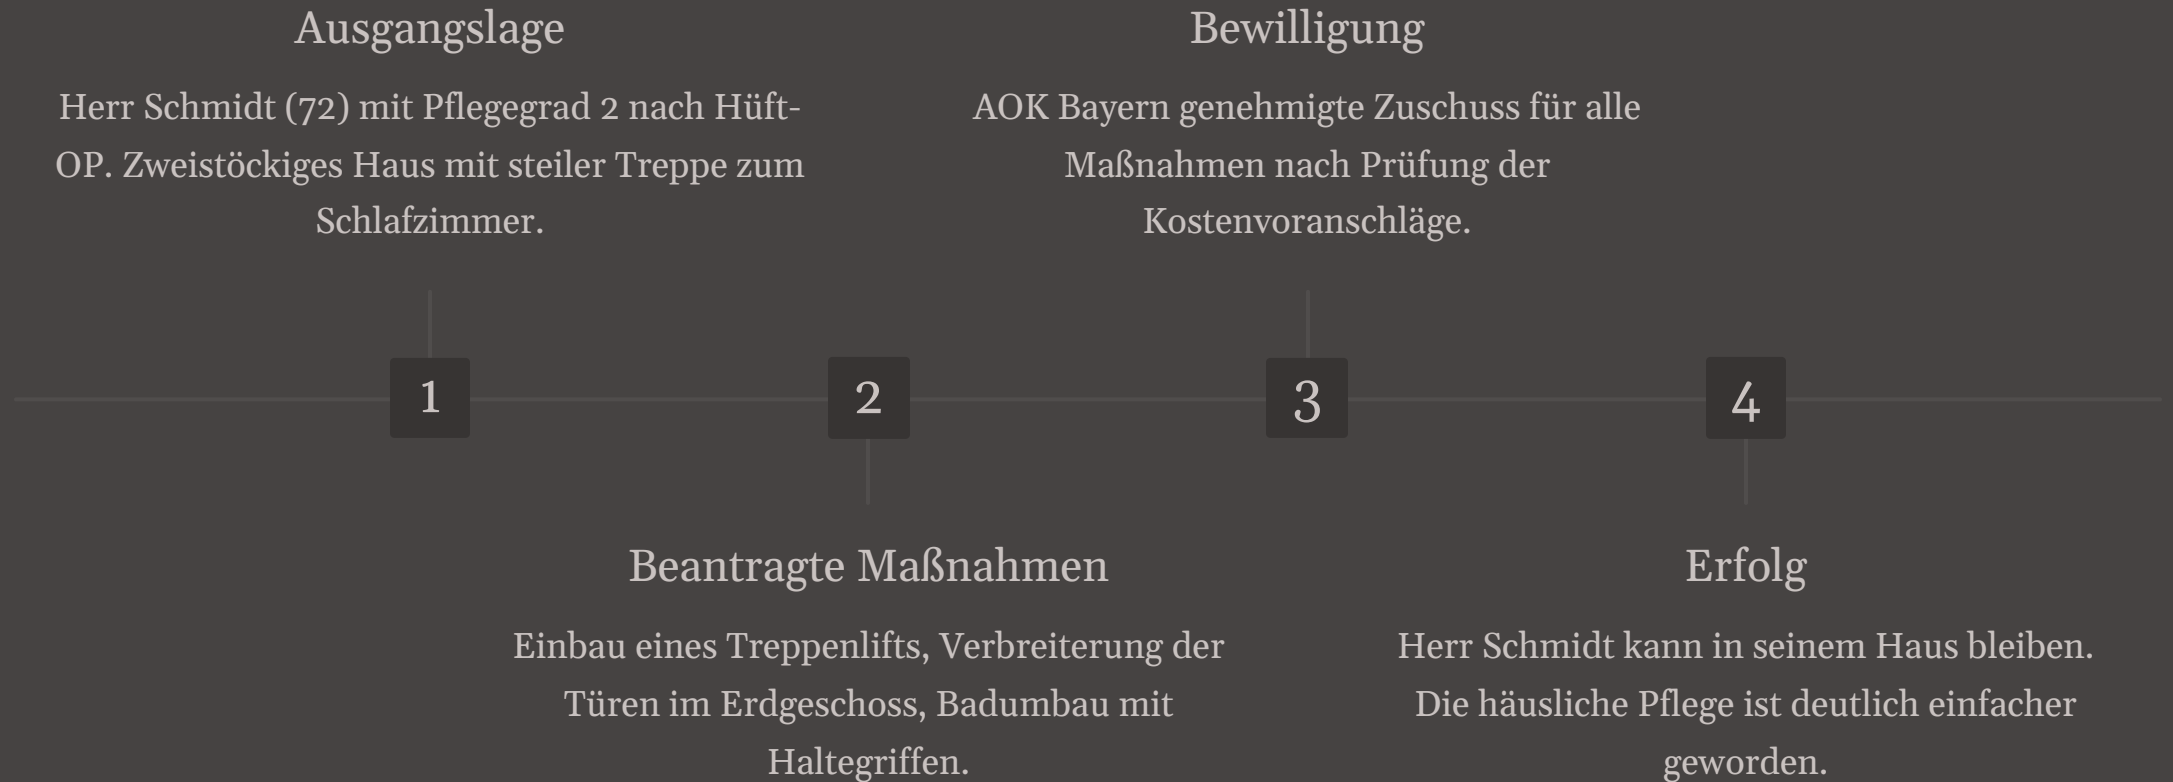 Ausgangslage
Herr Schmidt (72) mit Pflegegrad 2 nach Hüft-
OP. Zweistöckiges Haus mit steiler Treppe zum
Schlafzimmer.
1
Beantragte Maßnahmen
Einbau eines Treppenlifts, Verbreiterung der
Türen im Erdgeschoss, Badumbau mit
Haltegriffen.
2
Bewilligung
AOK Bayern genehmigte Zuschuss für alle
Maßnahmen nach Prüfung der
Kostenvoranschläge.
3
Erfolg
Herr Schmidt kann in seinem Haus bleiben.
Die häusliche Pflege ist deutlich einfacher
geworden.
4